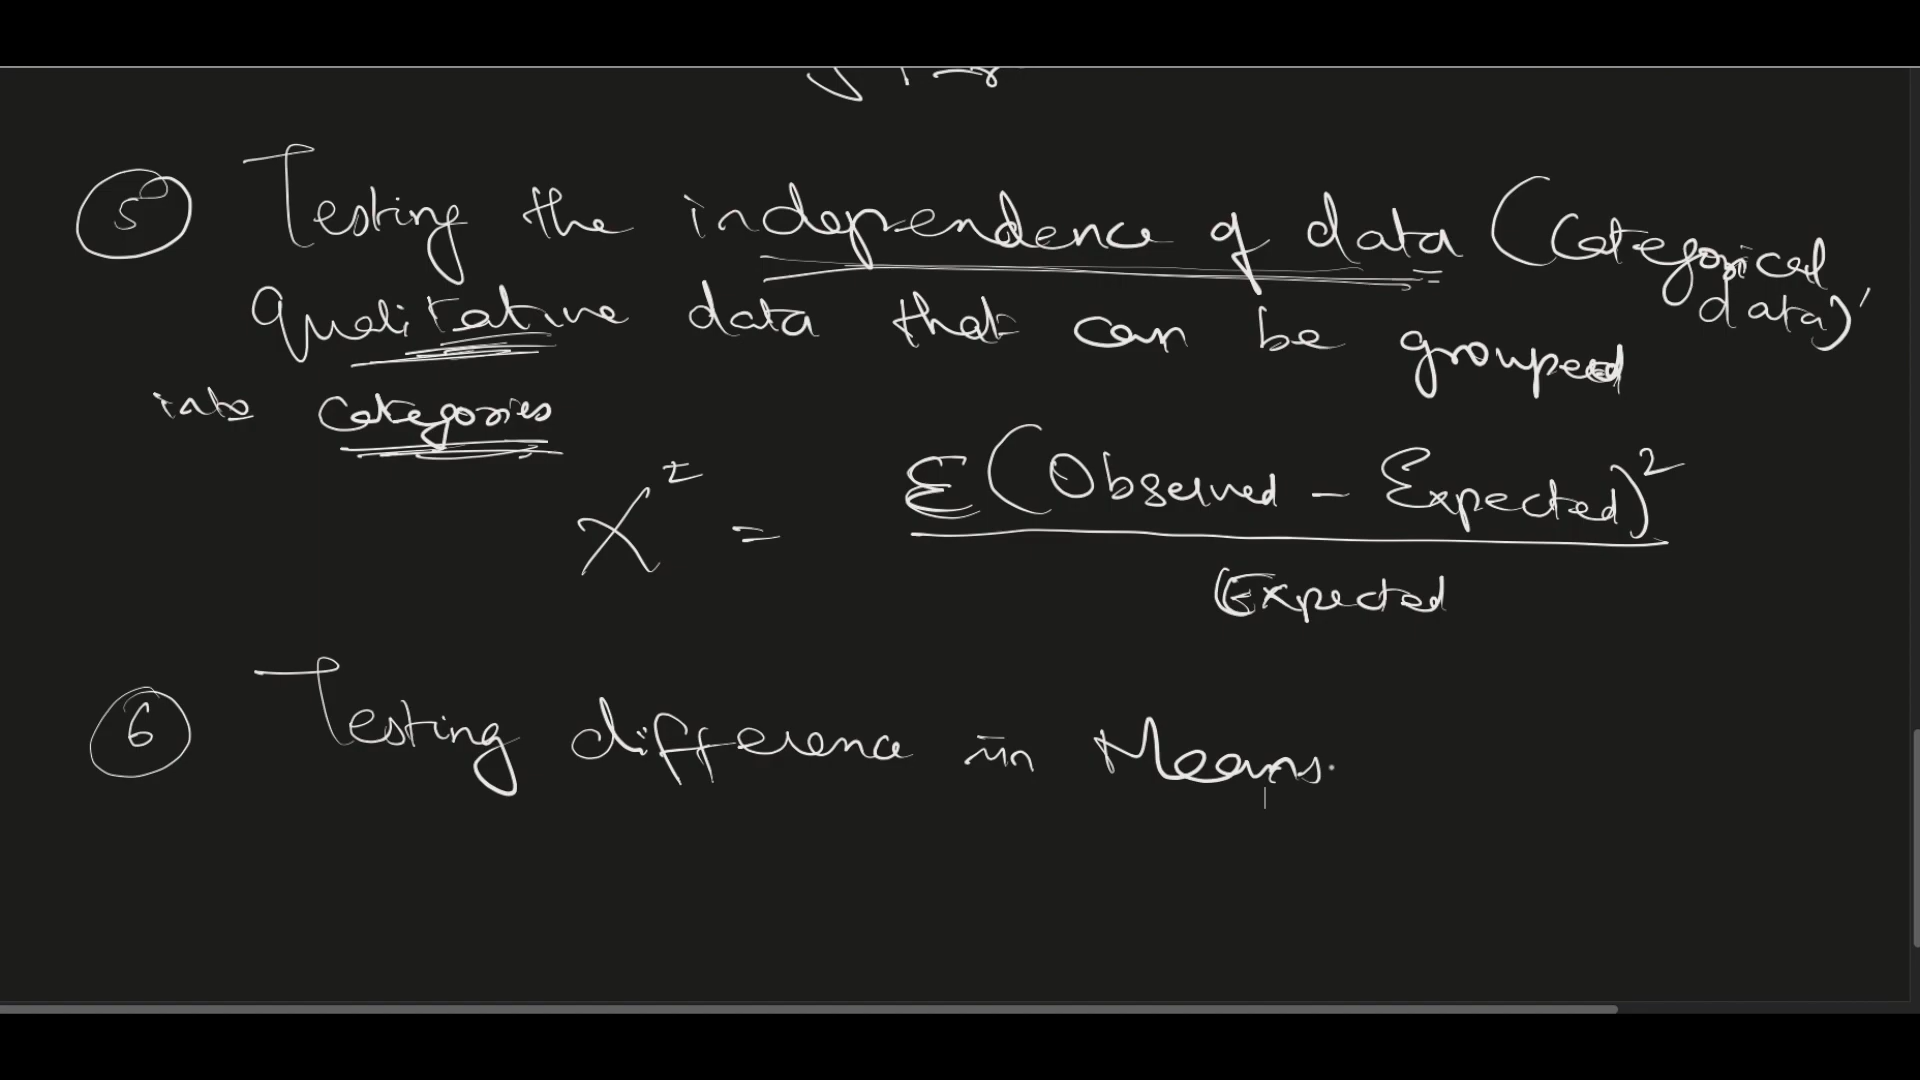 5 Testing the independence of data (Categorical data)
Qualitative data that can be grouped
into Categories
X² = Σ(Observed - Expected)² / Expected
6 Testing difference in Means.